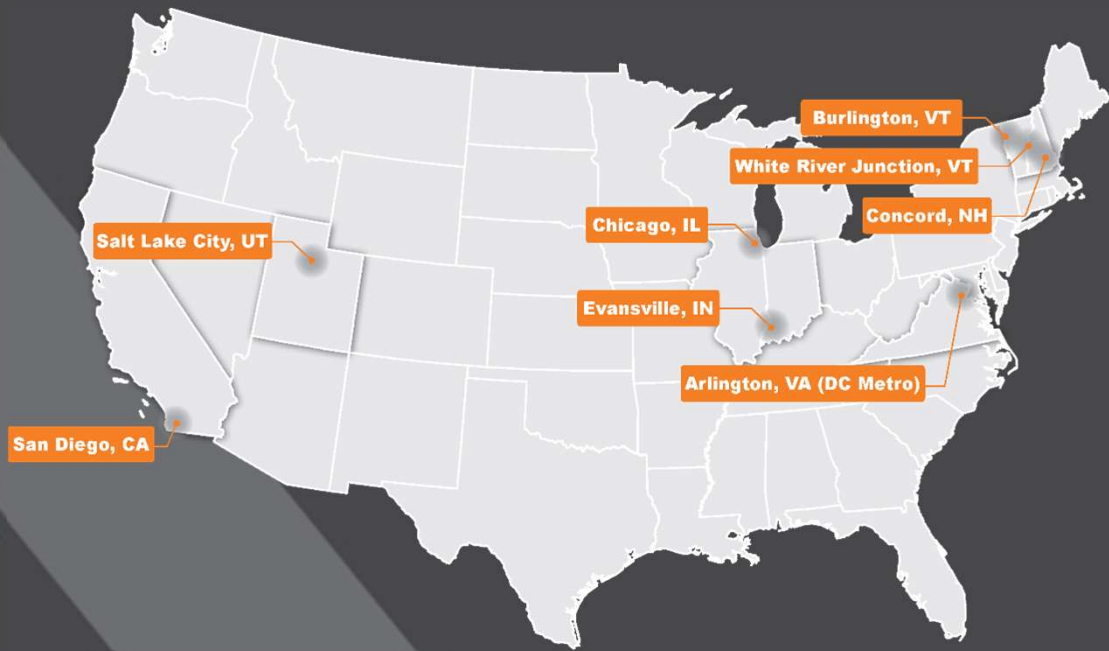 Burlington, VT
White River Junction, VT
Concord, NH
Chicago, IL
Salt Lake City, UT
Evansville, IN
Arlington, VA (DC Metro)
San Diego, CA